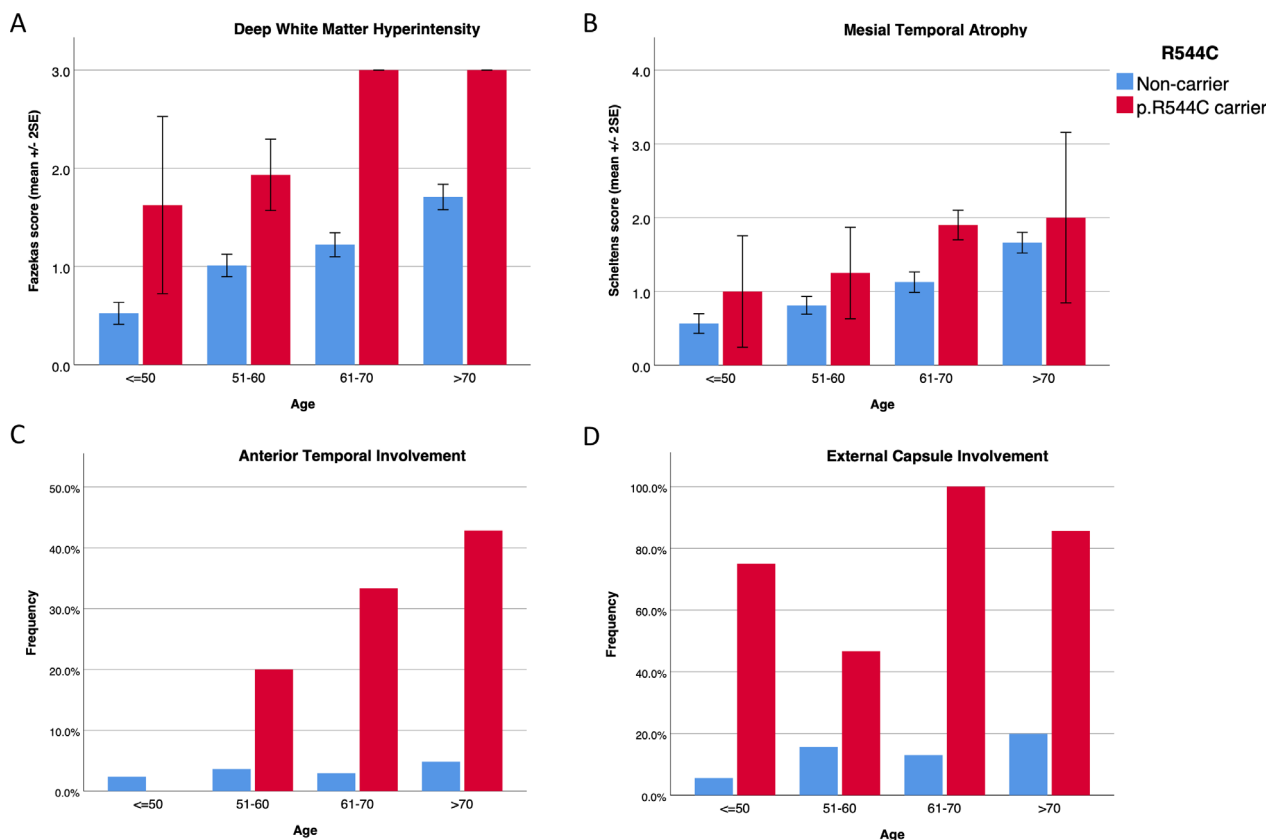 A
Deep White Matter Hyperintensity
Fazekas score (mean +/- 2SE)
3.0
2.0
1.0
0.0
<=50
51-60
61-70
>70
Age
B
Mesial Temporal Atrophy
Scheltens score (mean +/- 2SE)
4.0
3.0
2.0
1.0
0.0
<=50
51-60
61-70
>70
Age
R544C
Non-carrier
p.R544C carrier
C
Anterior Temporal Involvement
Frequency
50.0%
40.0%
30.0%
20.0%
10.0%
0.0%
<=50
51-60
61-70
>70
Age
D
External Capsule Involvement
Frequency
100.0%
80.0%
60.0%
40.0%
20.0%
0.0%
<=50
51-60
61-70
>70
Age